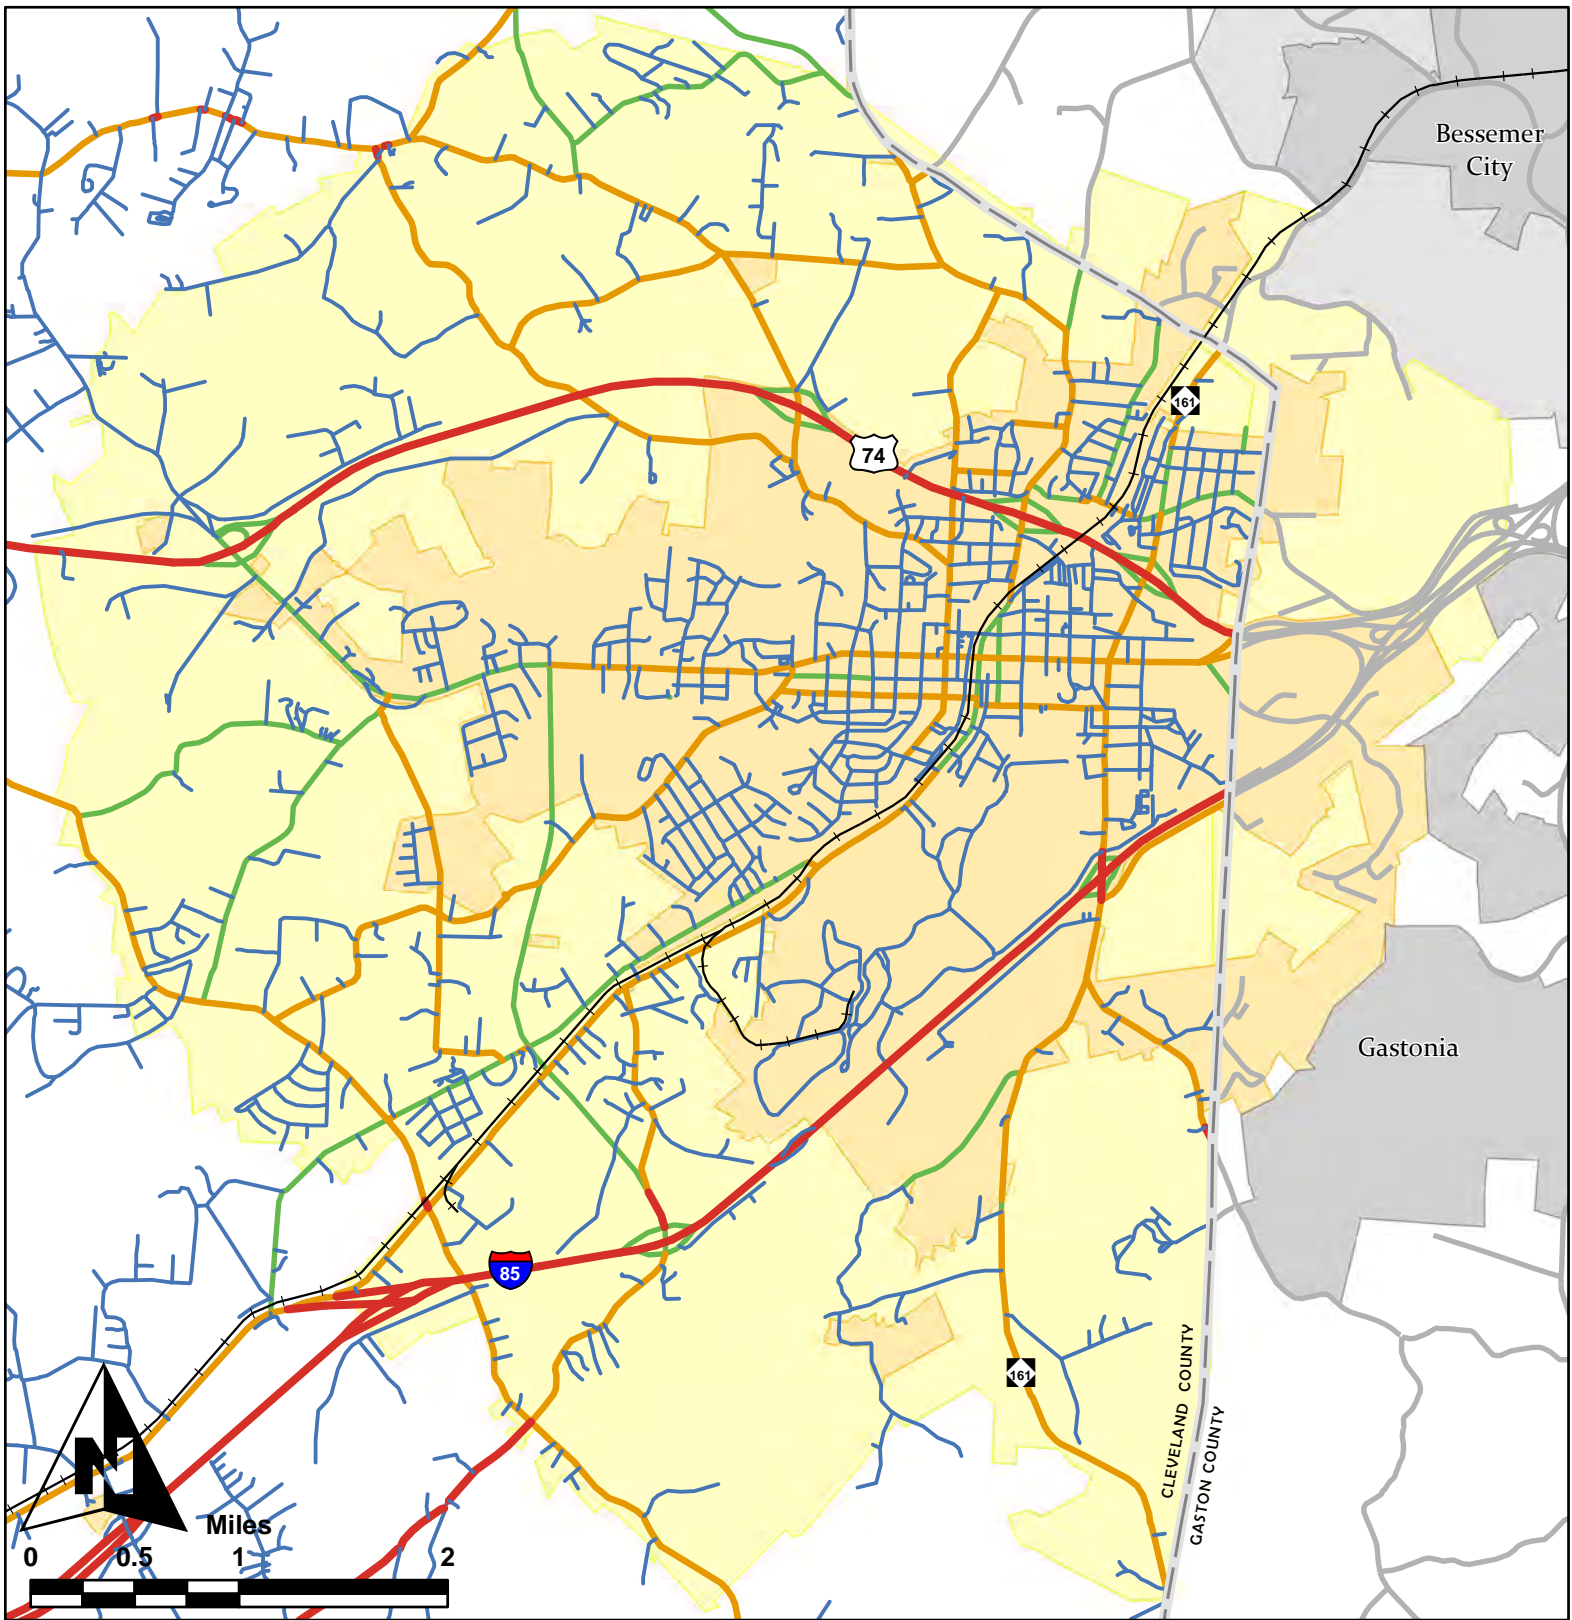 Bessemer
City
161
74
Gastonia
85
161
CLEVELAND COUNTY
GASTON COUNTY
N
Miles
0 0.5 1 2